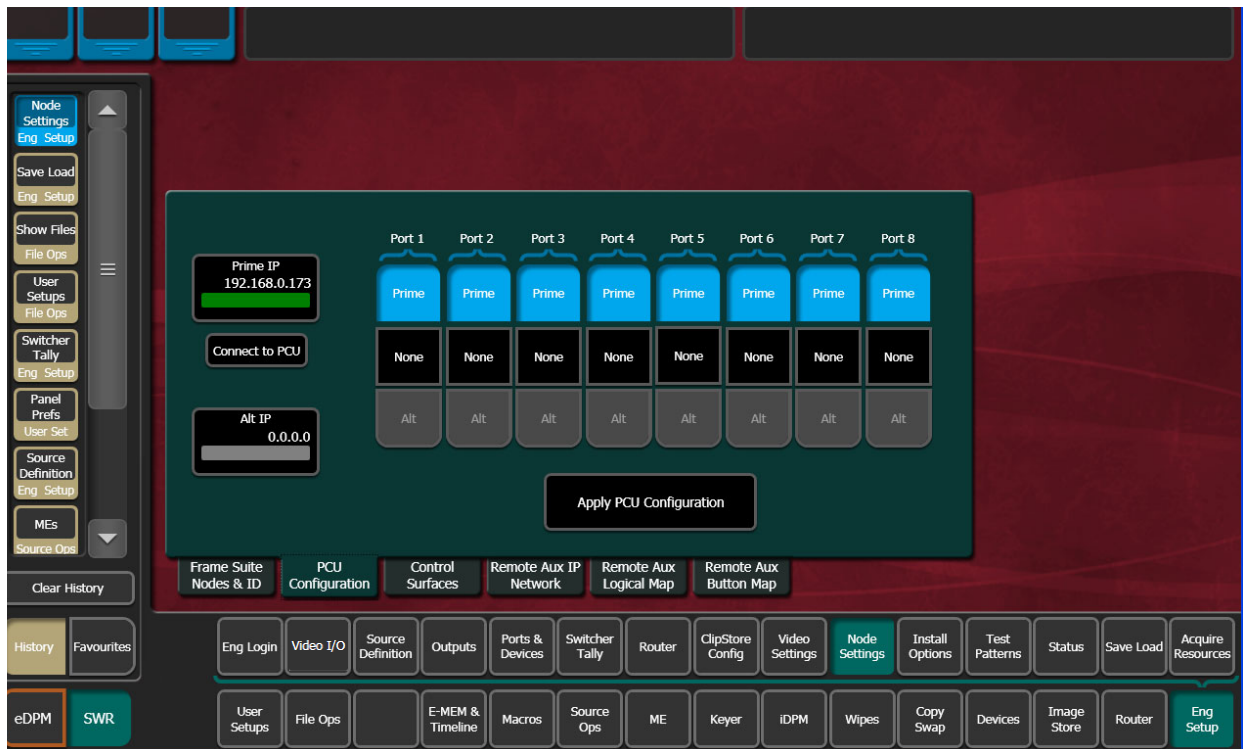 Node
Settings
Eng Setup
Save Load
Eng Setup
Show Files
File Ops
User
Setups
File Ops
Switcher
Tally
Eng Setup
Panel
Prefs
User Set
Source
Definition
Eng Setup
MEs
Source Ops
Clear History
History Favourites
eDPM SWR
Port 1 Port 2 Port 3 Port 4 Port 5 Port 6 Port 7 Port 8
Prime IP
192.168.0.173
Prime Prime Prime Prime Prime Prime Prime Prime
Connect to PCU
None None None None None None None None
Alt IP
0.0.0.0
Alt Alt Alt Alt Alt Alt Alt Alt
Apply PCU Configuration
Frame Suite
Nodes & ID
PCU
Configuration
Control
Surfaces
Remote Aux IP
Network
Remote Aux
Logical Map
Remote Aux
Button Map
Eng Login
Video I/O
Source
Definition
Outputs
Ports &
Devices
Switcher
Tally
Router
ClipStore
Config
Video
Settings
Node
Settings
Install
Options
Test
Patterns
Status
Save Load
Acquire
Resources
User
Setups
File Ops
E-MEM &
Timeline
Macros
Source
Ops
ME
Keyer
iDPM
Wipes
Copy
Swap
Devices
Image
Store
Router
Eng
Setup